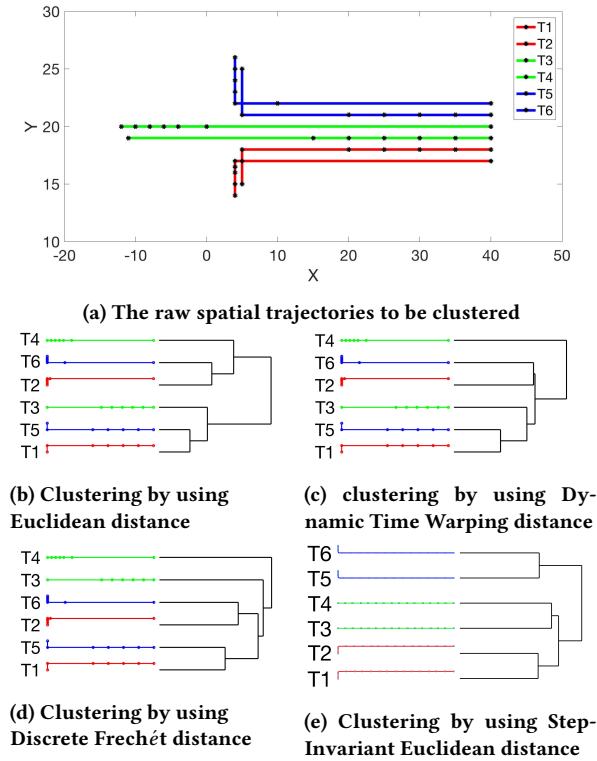 30
25
20
15
10
Y
-20
-10
0
10
20
30
40
50
X
T1
T2
T3
T4
T5
T6
(a) The raw spatial trajectories to be clustered
T4
T6
T2
T3
T5
T1
(b) Clustering by using
Euclidean distance
T4
T6
T2
T3
T5
T1
(c) clustering by using Dy-
namic Time Warping distance
T4
T3
T6
T2
T5
T1
(d) Clustering by using
Discrete Frechét distance
T6
T5
T4
T3
T2
T1
(e) Clustering by using Step-
Invariant Euclidean distance